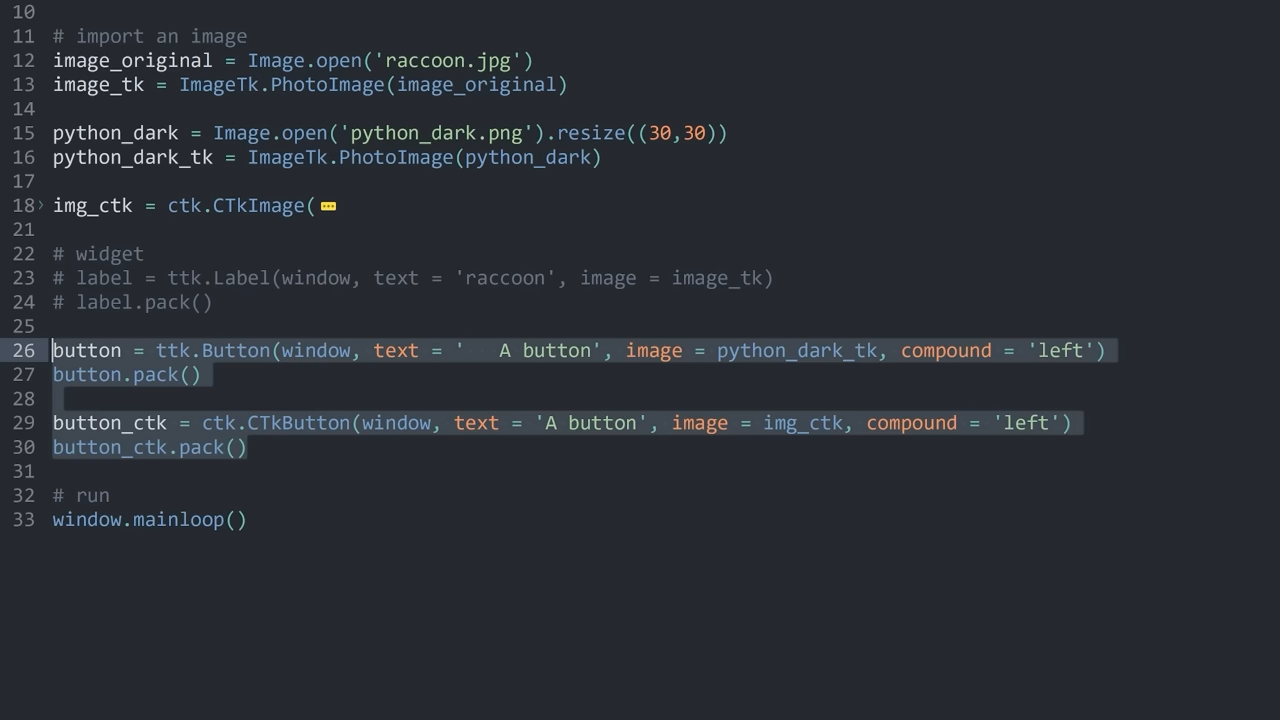 10
11 # import an image
12 image_original = Image.open('raccoon.jpg')
13 image_tk = ImageTk.PhotoImage(image_original)
14
15 python_dark = Image.open('python_dark.png').resize((30,30))
16 python_dark_tk = ImageTk.PhotoImage(python_dark)
17
18 img_ctk = ctk.CTkImage(
21
22 # widget
23 # label = ttk.Label(window, text = 'raccoon', image = image_tk)
24 # label.pack()
25
26 button = ttk.Button(window, text = '   A button', image = python_dark_tk, compound = 'left')
27 button.pack()
28
29 button_ctk = ctk.CTkButton(window, text = 'A button', image = img_ctk, compound = 'left')
30 button_ctk.pack()
31
32 # run
33 window.mainloop()